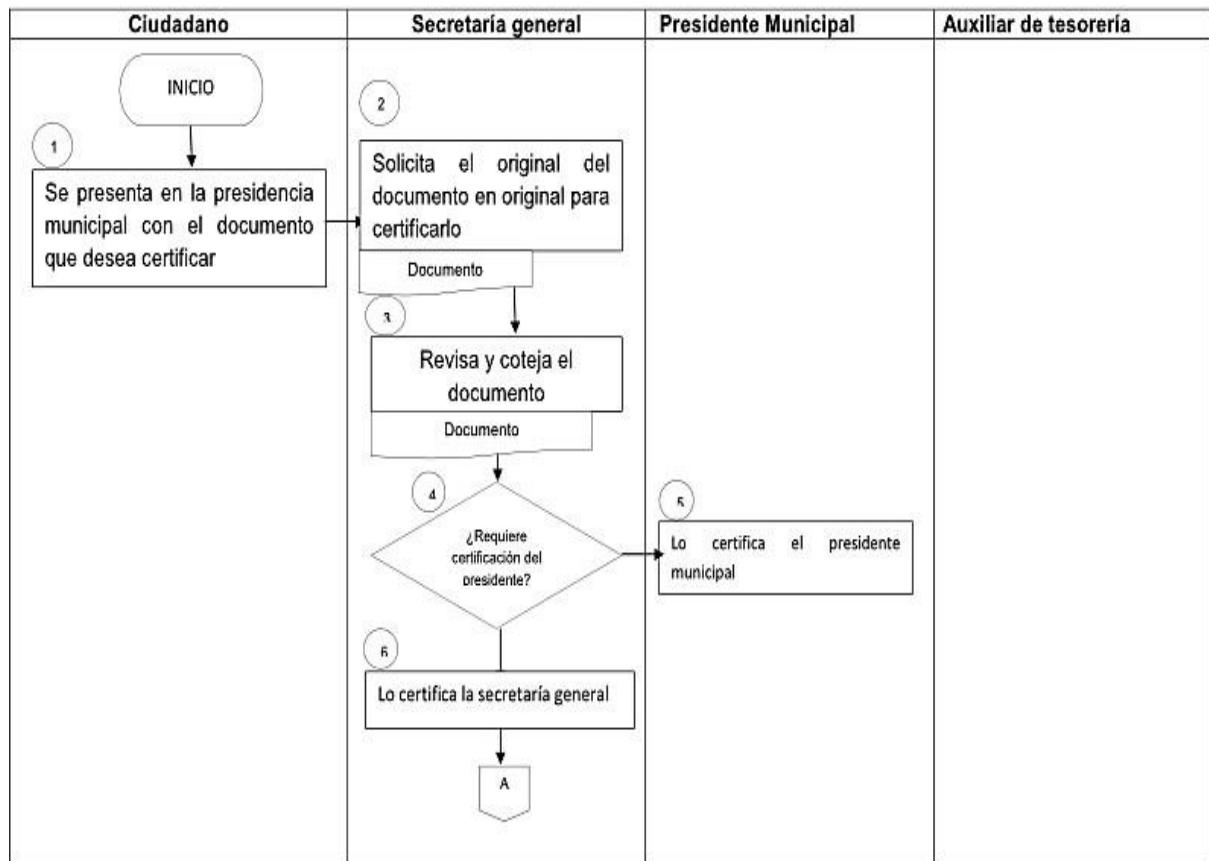 Ciudadano
Secretaría general
Presidente Municipal
Auxiliar de tesorería
INICIO
1
Se presenta en la presidencia
municipal con el documento
que desea certificar
2
Solicita el original del
documento en original para
certificarlo
Documento
3
Revisa y coteja el
documento
Documento
4
¿Requiere
certificación del
presidente?
5
Lo certifica el presidente
municipal
6
Lo certifica la secretaría general
A